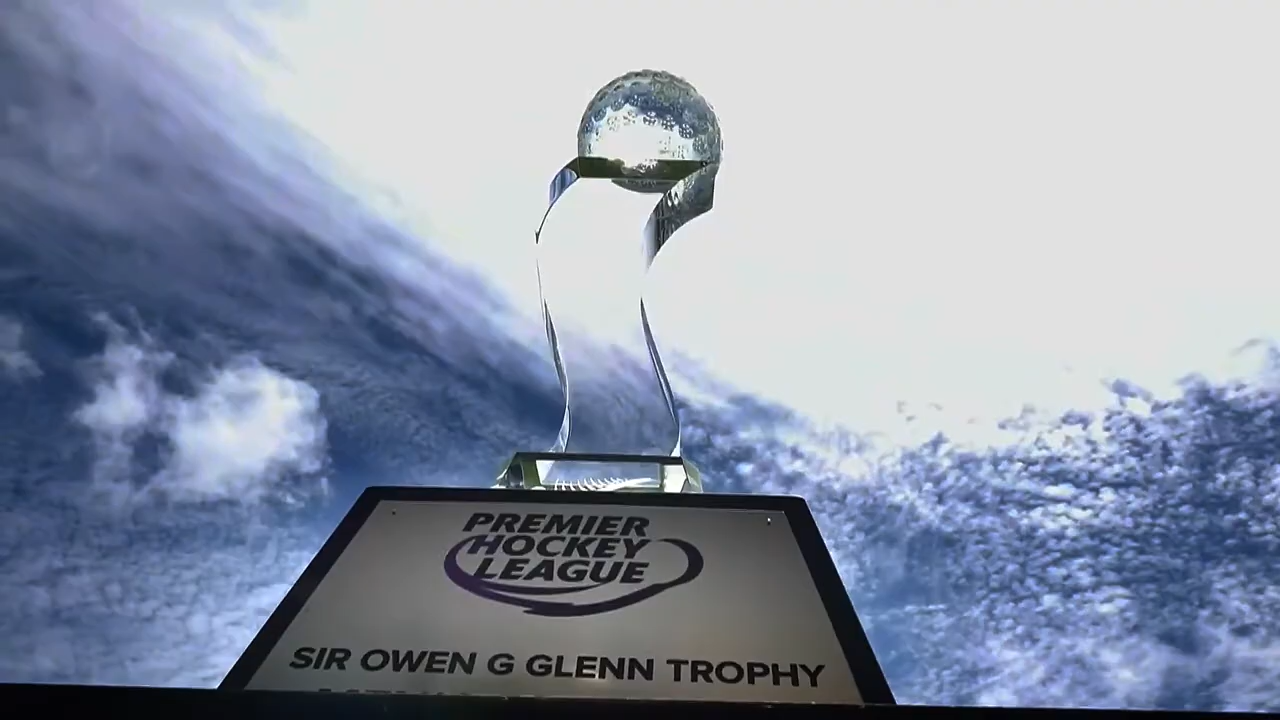 PREMIER
HOCKEY
LEAGUE
SIR OWEN G GLENN TROPHY